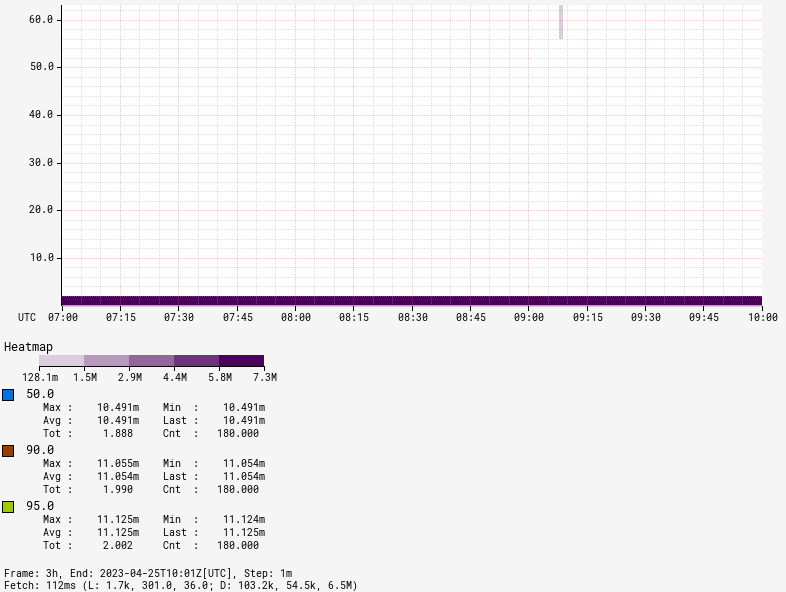 60.0
50.0
40.0
30.0
20.0
10.0
UTC 07:00 07:15 07:30 07:45 08:00 08:15 08:30 08:45 09:00 09:15 09:30 09:45 10:00
Heatmap
128.1m 1.5M 2.9M 4.4M 5.8M 7.3M
50.0
Max : 10.491m Min : 10.491m
Avg : 10.491m Last : 10.491m
Tot : 1.888 Cnt : 180.000
90.0
Max : 11.055m Min : 11.054m
Avg : 11.054m Last : 11.054m
Tot : 1.990 Cnt : 180.000
95.0
Max : 11.125m Min : 11.124m
Avg : 11.125m Last : 11.125m
Tot : 2.002 Cnt : 180.000
Frame: 3h, End: 2023-04-25T10:01Z[UTC], Step: 1m
Fetch: 112ms (L: 1.7k, 301.0, 36.0; D: 103.2k, 54.5k, 6.5M)